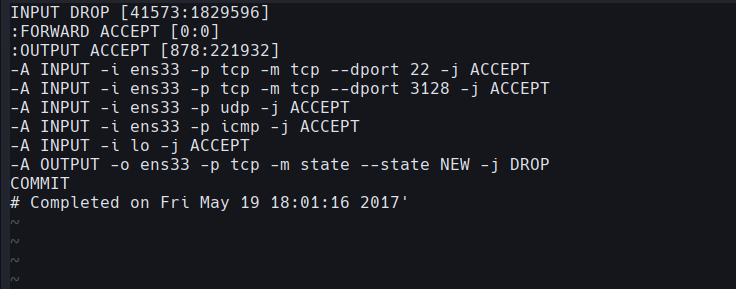 INPUT DROP [41573:1829596]
:FORWARD ACCEPT [0:0]
:OUTPUT ACCEPT [878:221932]
-A INPUT -i ens33 -p tcp -m tcp --dport 22 -j ACCEPT
-A INPUT -i ens33 -p tcp -m tcp --dport 3128 -j ACCEPT
-A INPUT -i ens33 -p udp -j ACCEPT
-A INPUT -i ens33 -p icmp -j ACCEPT
-A INPUT -i lo -j ACCEPT
-A OUTPUT -o ens33 -p tcp -m state --state NEW -j DROP
COMMIT
# Completed on Fri May 19 18:01:16 2017'
~
~
~
~